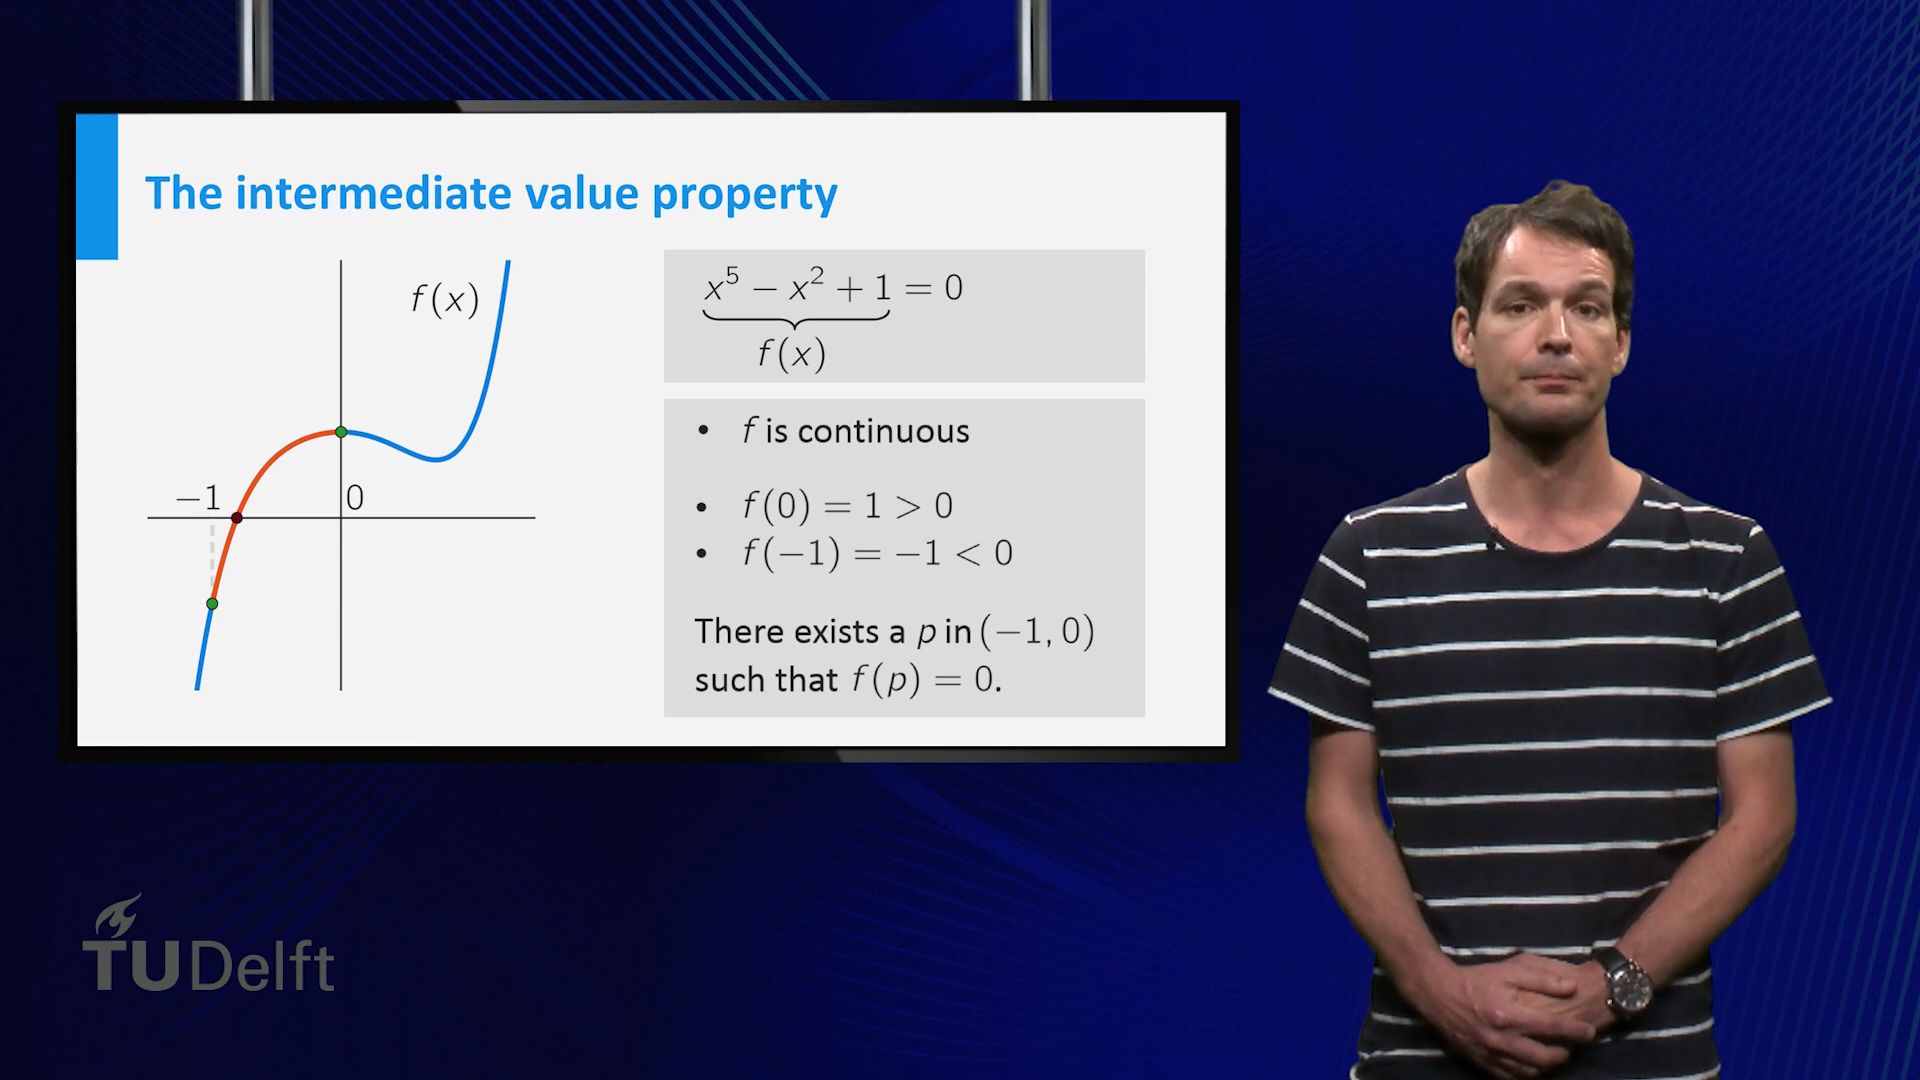 The intermediate value property
f(x)
−1
0
x⁵ − x² + 1 = 0
f(x)
• f is continuous
• f(0) = 1 > 0
• f(−1) = −1 < 0
There exists a p in (−1, 0)
such that f(p) = 0.
TUDelft